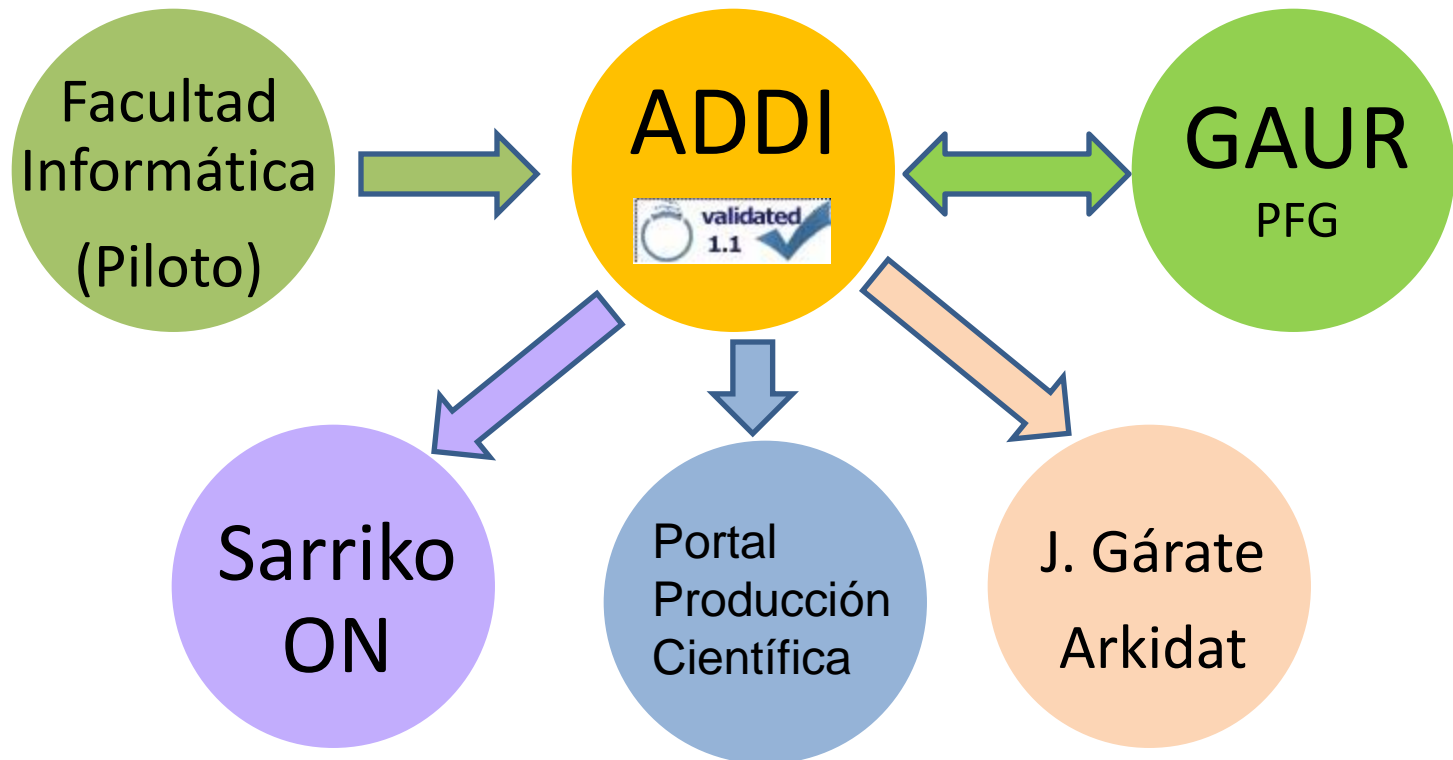 Facultad
Informática
(Piloto)
ADDI
validated
1.1
GAUR
PFG
Sarriko
ON
Portal
Producción
Científica
J. Gárate
Arkidat